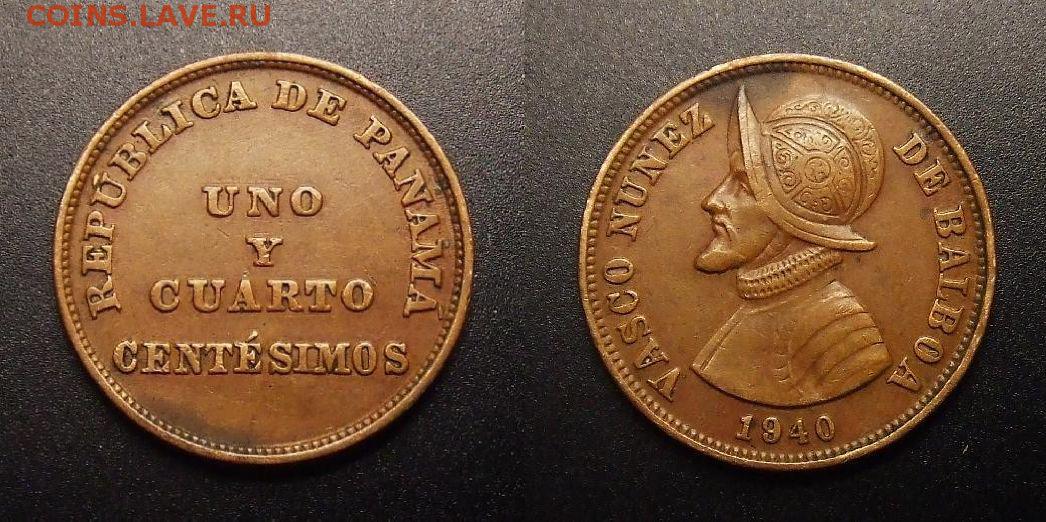 COINS.LAVE.RU
REPÚBLICA DE PANAMÁ
UNO
Y
CUARTO
CENTÉSIMOS
VASCO NUNEZ DE BALBOA
1940